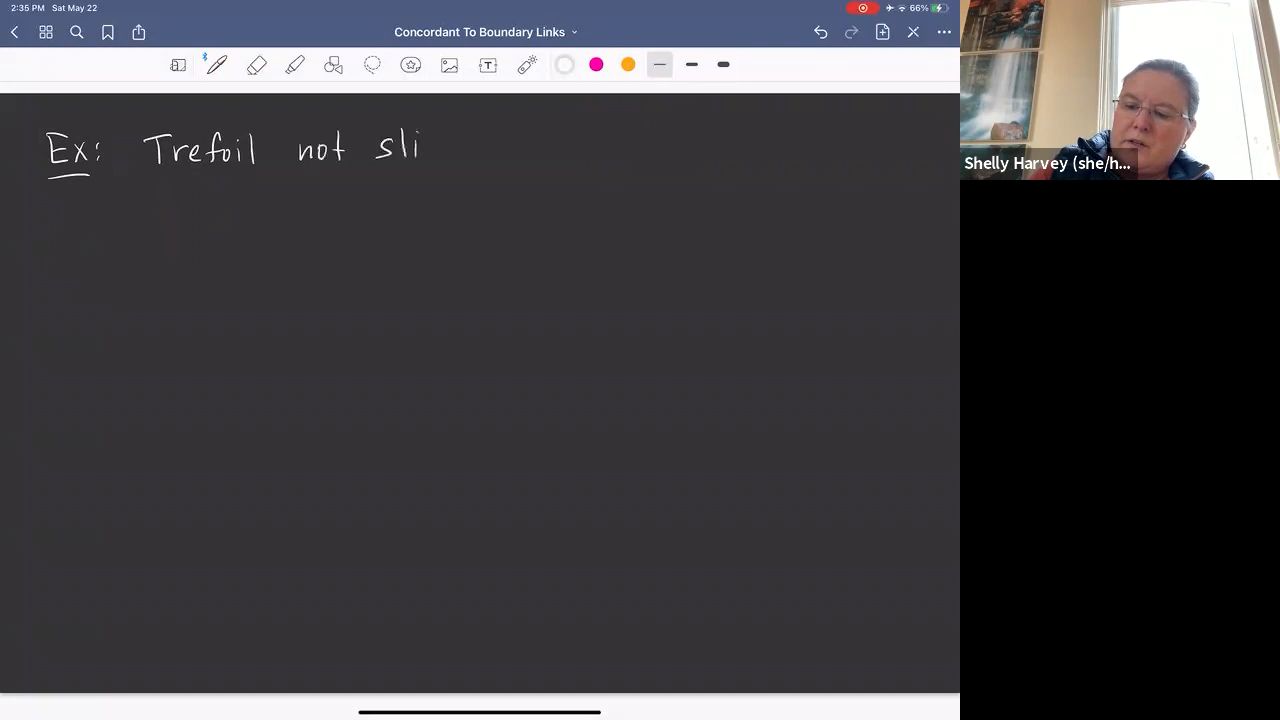 2:35 PM Sat May 22
66%
Concordant To Boundary Links
T
Ex: Trefoil not sli
Shelly Harvey (she/h...